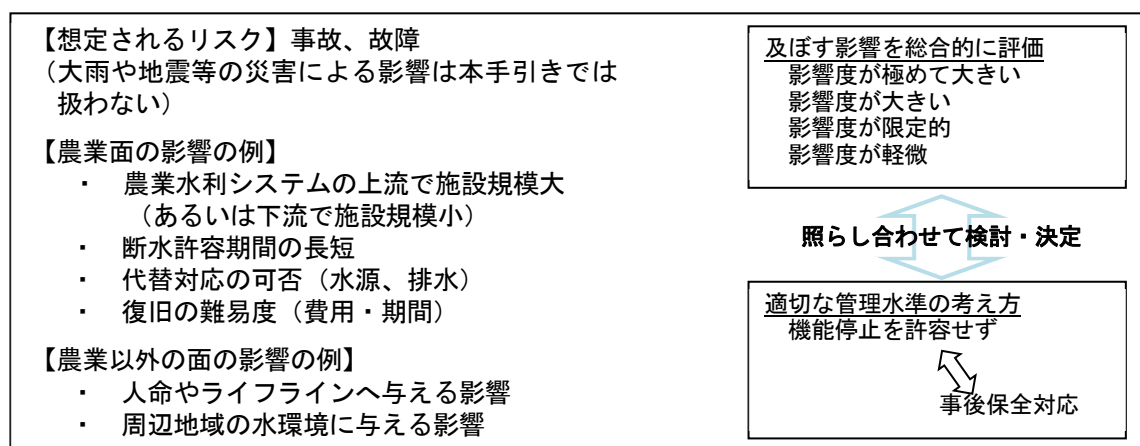 【想定されるリスク】事故、故障
（大雨や地震等の災害による影響は本手引きでは
扱わない）
【農業面の影響の例】
・ 農業水利システムの上流で施設規模大
（あるいは下流で施設規模小）
・ 断水許容期間の長短
・ 代替対応の可否（水源、排水）
・ 復旧の難易度（費用・期間）
【農業以外の面の影響の例】
・ 人命やライフラインへ与える影響
・ 周辺地域の水環境に与える影響
及ぼす影響を総合的に評価
影響度が極めて大きい
影響度が大きい
影響度が限定的
影響度が軽微
照らし合わせて検討・決定
適切な管理水準の考え方
機能停止を許容せず
事後保全対応